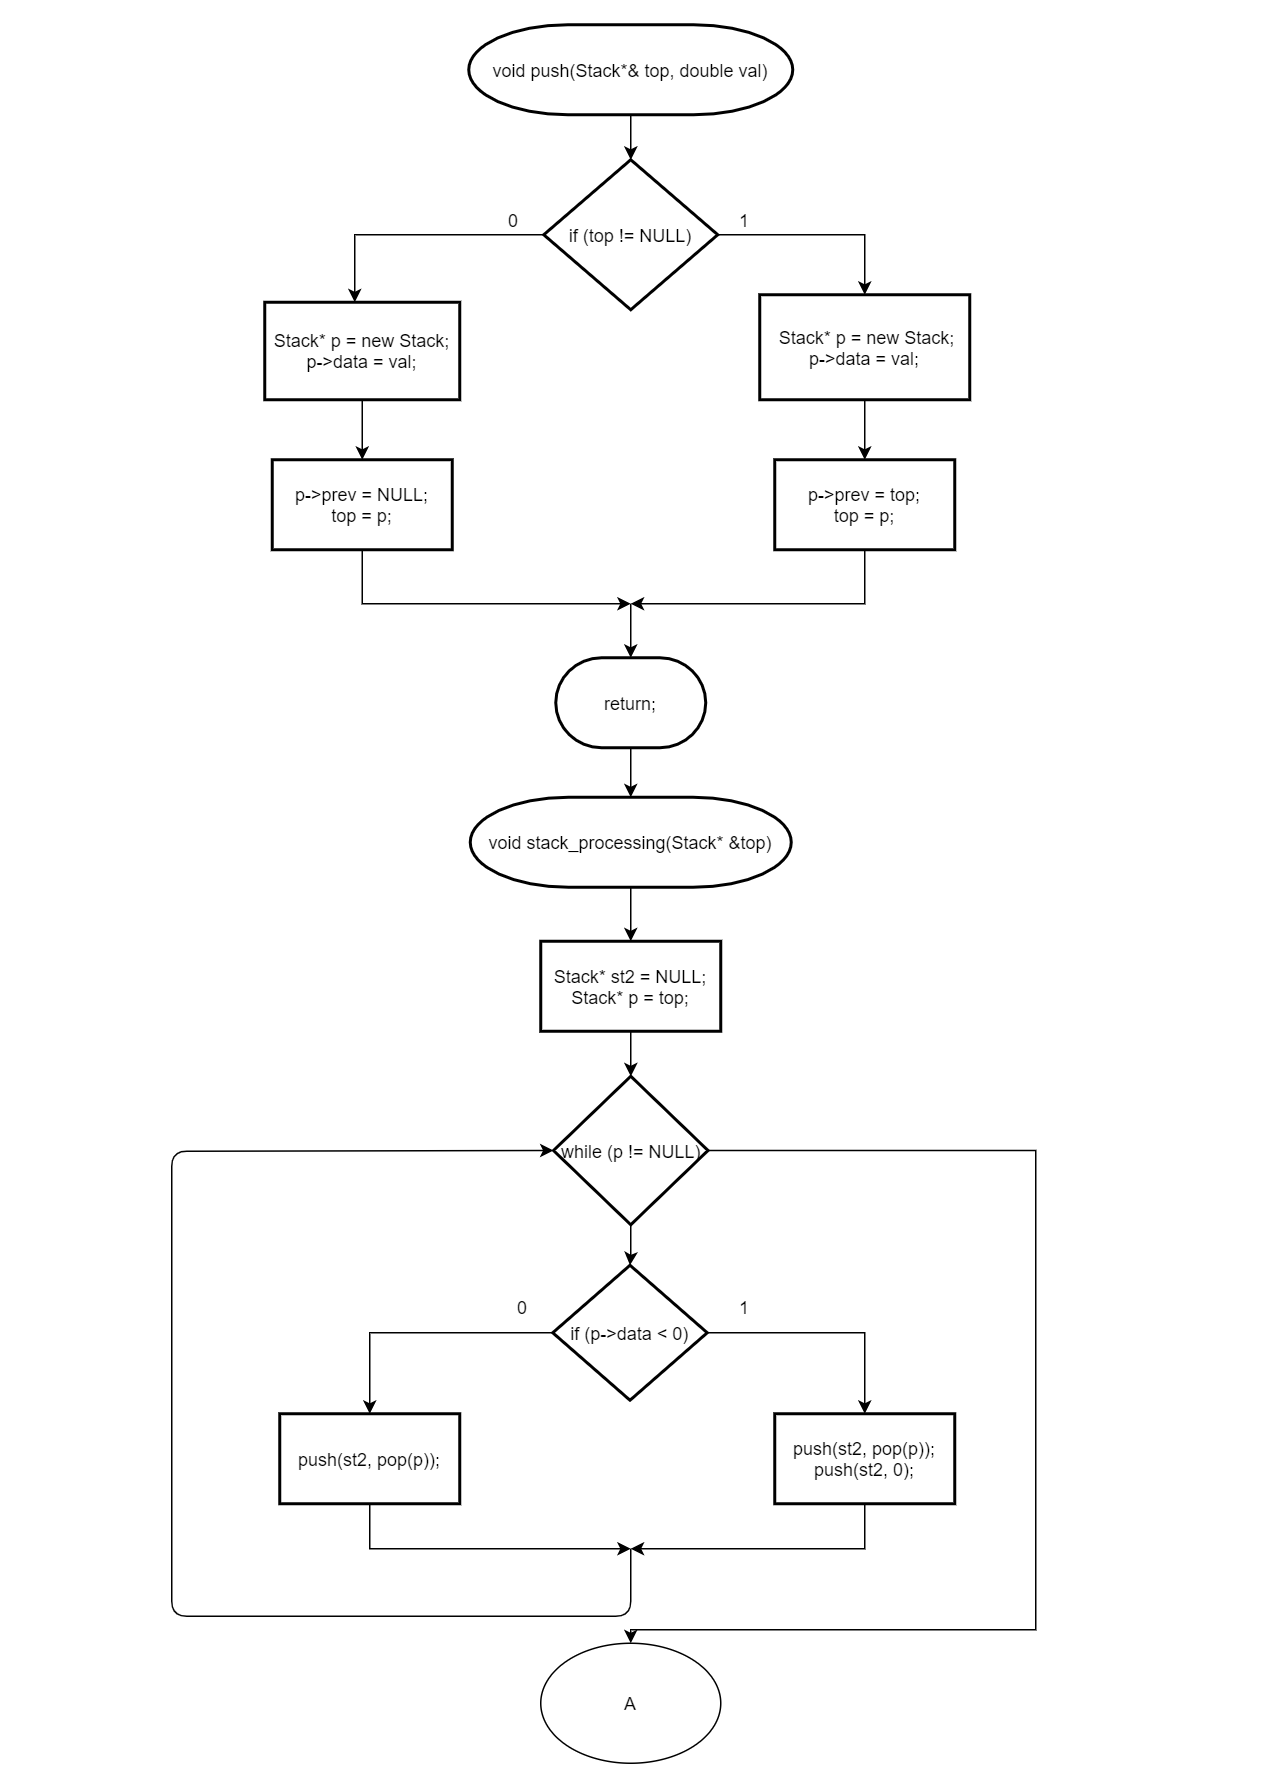 void push(Stack*& top, double val)
0
1
if (top != NULL)
Stack* p = new Stack;
p->data = val;
Stack* p = new Stack;
p->data = val;
p->prev = NULL;
top = p;
p->prev = top;
top = p;
return;
void stack_processing(Stack* &top)
Stack* st2 = NULL;
Stack* p = top;
while (p != NULL)
0
1
if (p->data < 0)
push(st2, pop(p));
push(st2, pop(p));
push(st2, 0);
A